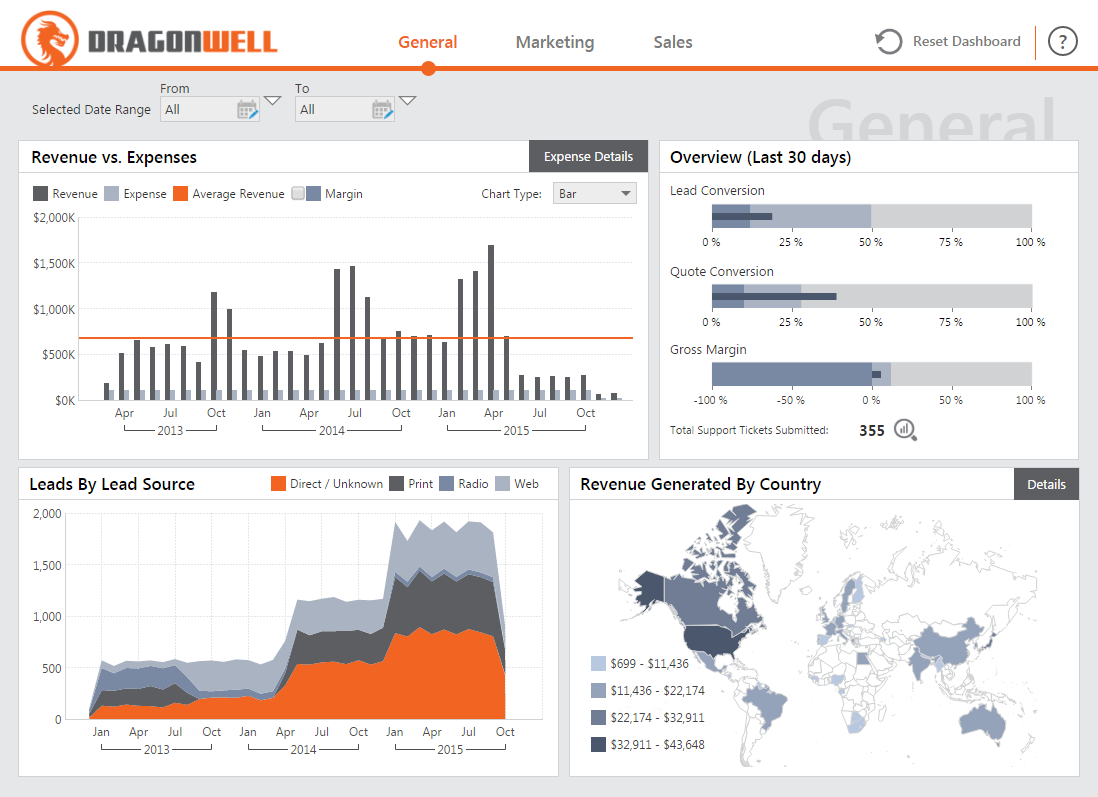 DRAGONWELL
General Marketing Sales Reset Dashboard ?
From To
Selected Date Range All All
General
Revenue vs. Expenses Expense Details
Revenue Expense Average Revenue Margin Chart Type: Bar
$2,000K
$1,500K
$1,000K
$500K
$0K
Apr Jul Oct Jan Apr Jul Oct Jan Apr Jul Oct
2013 2014 2015
Overview (Last 30 days)
Lead Conversion
0 % 25 % 50 % 75 % 100 %
Quote Conversion
0 % 25 % 50 % 75 % 100 %
Gross Margin
-100 % -50 % 0 % 50 % 100 %
Total Support Tickets Submitted: 355
Leads By Lead Source Direct / Unknown Print Radio Web
2,000
1,500
1,000
500
0
Jan Apr Jul Oct Jan Apr Jul Oct Jan Apr Jul Oct
2013 2014 2015
Revenue Generated By Country Details
$699 - $11,436
$11,436 - $22,174
$22,174 - $32,911
$32,911 - $43,648